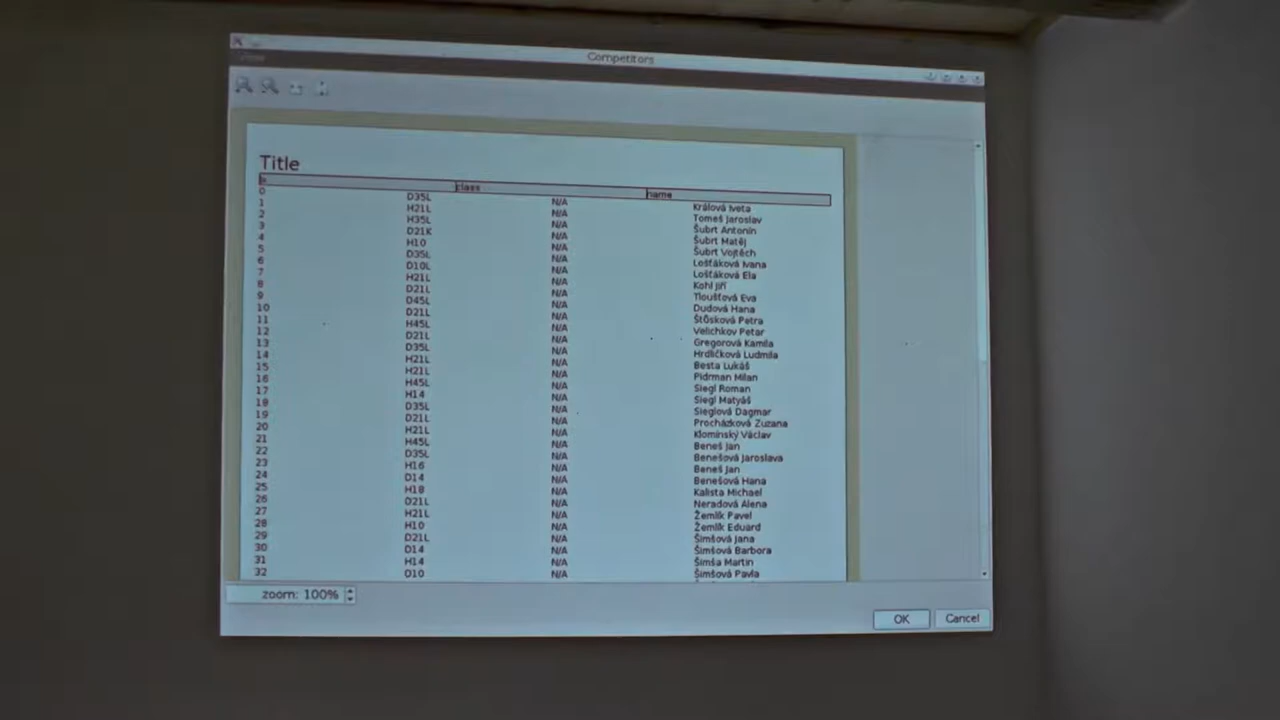 Competitors
Title
class name
0 D35L N/A Králová Iveta
1 H21L N/A Tomeš Jaroslav
2 H35L N/A Šubrt Antonín
3 D21K N/A Šubrt Matěj
4 H10 N/A Šubrt Vojtěch
5 D35L N/A Lošťáková Ivana
6 D10L N/A Lošťáková Ela
7 H21L N/A Kohl Jiří
8 D21L N/A Tloušťová Eva
9 D45L N/A Dudová Hana
10 D21L N/A Štůsková Petra
11 H45L N/A Velichkov Petar
12 D21L N/A Gregorová Kamila
13 D35L N/A Hrdličková Ludmila
14 H21L N/A Besta Lukáš
15 H21L N/A Pidrman Milan
16 H45L N/A Siegl Roman
17 H14 N/A Siegl Matyáš
18 D35L N/A Sieglová Dagmar
19 D21L N/A Procházková Zuzana
20 H21L N/A Klominský Václav
21 H45L N/A Beneš Jan
22 D35L N/A Benešová Jaroslava
23 H16 N/A Beneš Jan
24 D14 N/A Benešová Hana
25 H18 N/A Kalista Michael
26 D21L N/A Neradová Alena
27 H21L N/A Žemlík Pavel
28 H10 N/A Žemlík Eduard
29 D21L N/A Šimšová Jana
30 D14 N/A Šimšová Barbora
31 H14 N/A Šimša Martin
32 D10 N/A Šimšová Pavla
zoom: 100%
OK Cancel